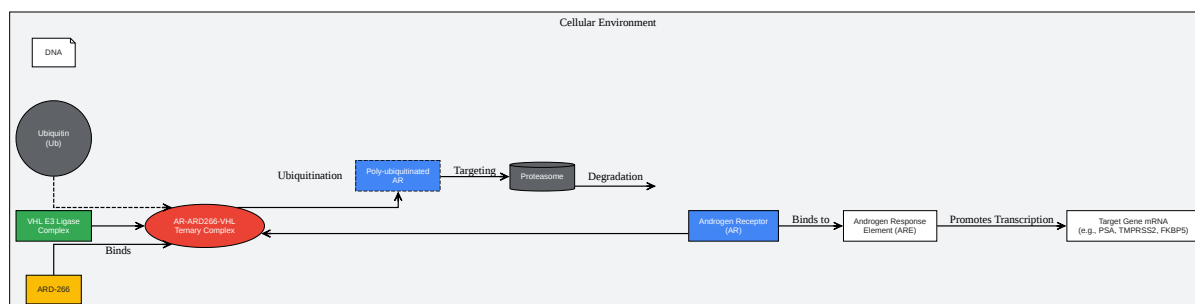 Cellular Environment
DNA
Ubiquitin
(Ub)
Ubiquitination
Poly-ubiquitinated
AR
Targeting
Proteasome
Degradation
VHL E3 Ligase
Complex
AR-ARD266-VHL
Ternary Complex
Binds
ARD-266
Androgen Receptor
(AR)
Binds to
Androgen Response
Element (ARE)
Promotes Transcription
Target Gene mRNA
(e.g., PSA, TMPRSS2, FKBP5)